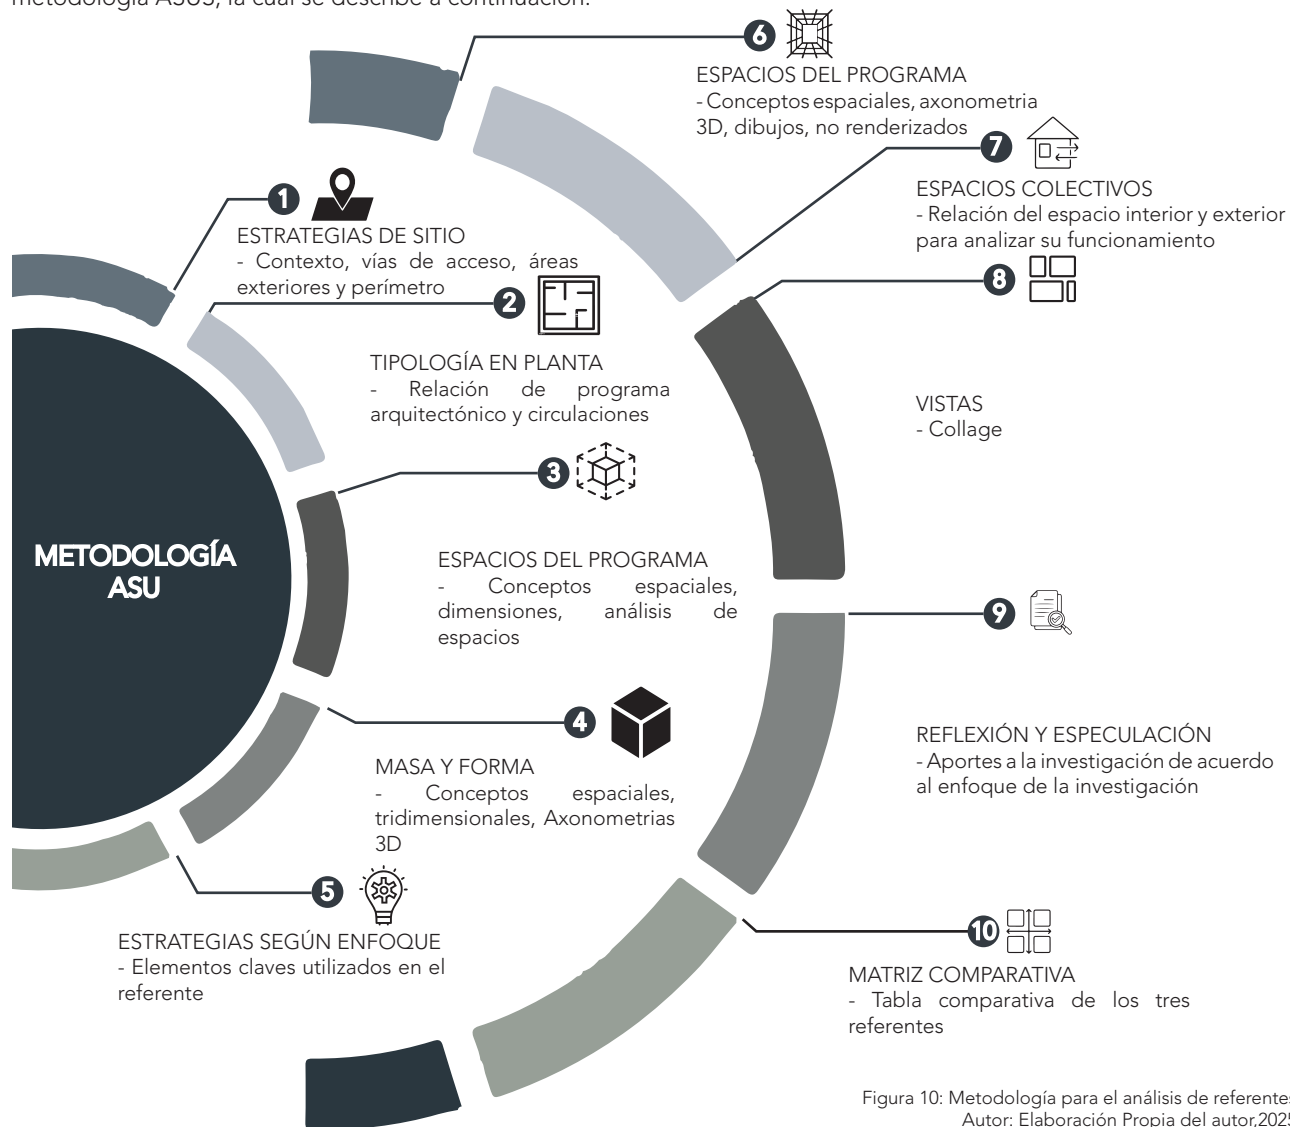 metodología ASUS, la cual se describe a continuación:
METODOLOGÍA
ASU
1
ESTRATEGIAS DE SITIO
- Contexto, vías de acceso, áreas
exteriores y perímetro
2
TIPOLOGÍA EN PLANTA
- Relación de programa
arquitectónico y circulaciones
3
ESPACIOS DEL PROGRAMA
- Conceptos espaciales,
dimensiones, análisis de
espacios
4
MASA Y FORMA
- Conceptos espaciales,
tridimensionales, Axonometrias
3D
5
ESTRATEGIAS SEGÚN ENFOQUE
- Elementos claves utilizados en el
referente
6
ESPACIOS DEL PROGRAMA
- Conceptos espaciales, axonometria
3D, dibujos, no renderizados
7
ESPACIOS COLECTIVOS
- Relación del espacio interior y exterior
para analizar su funcionamiento
8
VISTAS
- Collage
9
REFLEXIÓN Y ESPECULACIÓN
- Aportes a la investigación de acuerdo
al enfoque de la investigación
10
MATRIZ COMPARATIVA
- Tabla comparativa de los tres
referentes
Figura 10: Metodología para el análisis de referentes
Autor: Elaboración Propia del autor,2025